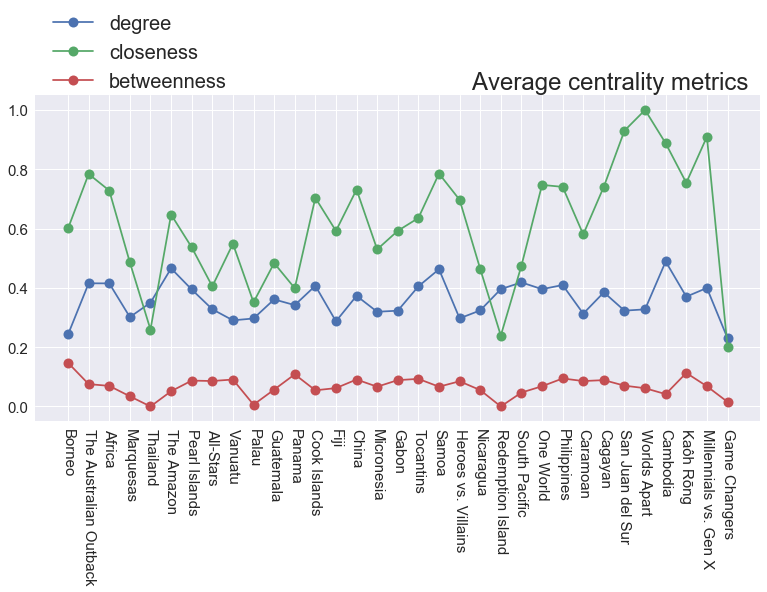 degree
closeness
betweenness
Average centrality metrics
1.0
0.8
0.6
0.4
0.2
0.0
Borneo
The Australian Outback
Africa
Marquesas
Thailand
The Amazon
Pearl Islands
All-Stars
Vanuatu
Palau
Guatemala
Panama
Cook Islands
Fiji
China
Micronesia
Gabon
Tocantins
Samoa
Heroes vs. Villains
Nicaragua
Redemption Island
South Pacific
One World
Philippines
Caramoan
Cagayan
San Juan del Sur
Worlds Apart
Cambodia
Kaôh Rōng
Millennials vs. Gen X
Game Changers